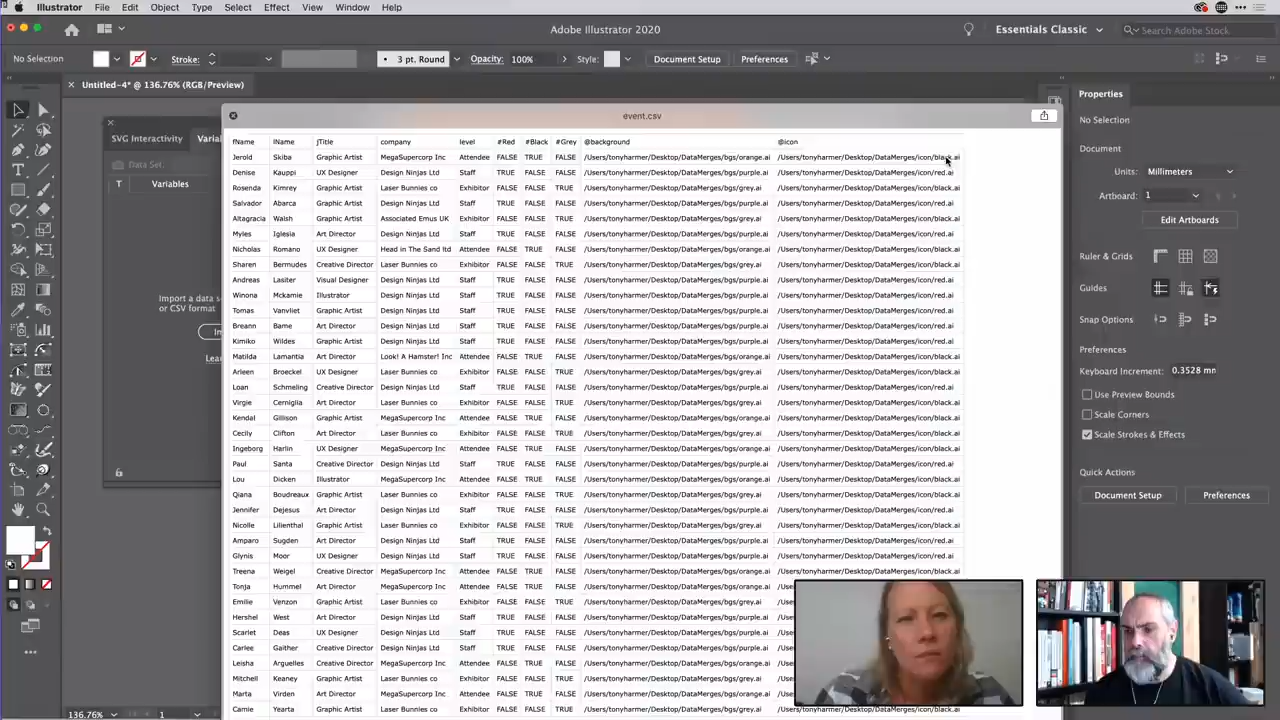 Illustrator File Edit Object Type Select Effect View Window Help
Adobe Illustrator 2020
Essentials Classic
Search Adobe Stock
No Selection
Stroke:
3 pt. Round
Opacity: 100%
Style:
Document Setup
Preferences
Untitled-4* @ 136.76% (RGB/Preview)
SVG Interactivity
Data Set.
T Variables
event.csv
fName lName jTitle company level #Red #Black #Grey @background @icon
Jerold Skiba Graphic Artist MegaSupercorp Inc Attendee FALSE TRUE FALSE /Users/tonyharmer/Desktop/DataMerges/bgs/orange.ai /Users/tonyharmer/Desktop/DataMerges/icon/black.ai
Denise Kauppi UX Designer Design Ninjas Ltd Staff TRUE FALSE FALSE /Users/tonyharmer/Desktop/DataMerges/bgs/purple.ai /Users/tonyharmer/Desktop/DataMerges/icon/red.ai
Rosenda Kimrey Graphic Artist Laser Bunnies co Exhibitor FALSE FALSE TRUE /Users/tonyharmer/Desktop/DataMerges/bgs/grey.ai /Users/tonyharmer/Desktop/DataMerges/icon/black.ai
Salvador Abarca Graphic Artist Design Ninjas Ltd Staff TRUE FALSE FALSE /Users/tonyharmer/Desktop/DataMerges/bgs/purple.ai /Users/tonyharmer/Desktop/DataMerges/icon/red.ai
Altagracia Walsh Graphic Artist Associated Emus UK Exhibitor FALSE FALSE TRUE /Users/tonyharmer/Desktop/DataMerges/bgs/grey.ai /Users/tonyharmer/Desktop/DataMerges/icon/black.ai
Myles Iglesia Art Director Design Ninjas Ltd Staff TRUE FALSE FALSE /Users/tonyharmer/Desktop/DataMerges/bgs/purple.ai /Users/tonyharmer/Desktop/DataMerges/icon/red.ai
Nicholas Romano UX Designer Head in The Sand ltd Attendee FALSE TRUE FALSE /Users/tonyharmer/Desktop/DataMerges/bgs/orange.ai /Users/tonyharmer/Desktop/DataMerges/icon/black.ai
Sharen Bermudes Creative Director Laser Bunnies co Exhibitor FALSE FALSE TRUE /Users/tonyharmer/Desktop/DataMerges/bgs/grey.ai /Users/tonyharmer/Desktop/DataMerges/icon/black.ai
Andreas Lasiter Visual Designer Design Ninjas Ltd Staff TRUE FALSE FALSE /Users/tonyharmer/Desktop/DataMerges/bgs/purple.ai /Users/tonyharmer/Desktop/DataMerges/icon/red.ai
Winona Mckamie Illustrator Design Ninjas Ltd Staff TRUE FALSE FALSE /Users/tonyharmer/Desktop/DataMerges/bgs/purple.ai /Users/tonyharmer/Desktop/DataMerges/icon/red.ai
Tomas Vanvliet Graphic Artist Design Ninjas Ltd Staff TRUE FALSE FALSE /Users/tonyharmer/Desktop/DataMerges/bgs/purple.ai /Users/tonyharmer/Desktop/DataMerges/icon/red.ai
Breann Bame Art Director Design Ninjas Ltd Staff TRUE FALSE FALSE /Users/tonyharmer/Desktop/DataMerges/bgs/purple.ai /Users/tonyharmer/Desktop/DataMerges/icon/red.ai
Kimiko Wildes Graphic Artist Design Ninjas Ltd Staff TRUE FALSE FALSE /Users/tonyharmer/Desktop/DataMerges/bgs/purple.ai /Users/tonyharmer/Desktop/DataMerges/icon/red.ai
Matilda Lamantia Art Director Look! A Hamster! Inc Attendee FALSE TRUE FALSE /Users/tonyharmer/Desktop/DataMerges/bgs/orange.ai /Users/tonyharmer/Desktop/DataMerges/icon/black.ai
Arleen Broeckel UX Designer Laser Bunnies co Exhibitor FALSE FALSE TRUE /Users/tonyharmer/Desktop/DataMerges/bgs/grey.ai /Users/tonyharmer/Desktop/DataMerges/icon/black.ai
Loan Schmeling Creative Director Design Ninjas Ltd Staff TRUE FALSE FALSE /Users/tonyharmer/Desktop/DataMerges/bgs/purple.ai /Users/tonyharmer/Desktop/DataMerges/icon/red.ai
Virgie Cerniglia Graphic Artist Laser Bunnies co Exhibitor FALSE FALSE TRUE /Users/tonyharmer/Desktop/DataMerges/bgs/grey.ai /Users/tonyharmer/Desktop/DataMerges/icon/black.ai
Kendal Gillison Graphic Artist MegaSupercorp Inc Attendee FALSE TRUE FALSE /Users/tonyharmer/Desktop/DataMerges/bgs/orange.ai /Users/tonyharmer/Desktop/DataMerges/icon/black.ai
Cecily Clifton Art Director Laser Bunnies co Exhibitor FALSE FALSE TRUE /Users/tonyharmer/Desktop/DataMerges/bgs/grey.ai /Users/tonyharmer/Desktop/DataMerges/icon/black.ai
Ingeborg Harlin UX Designer MegaSupercorp Inc Attendee FALSE TRUE FALSE /Users/tonyharmer/Desktop/DataMerges/bgs/orange.ai /Users/tonyharmer/Desktop/DataMerges/icon/black.ai
Paul Santa Creative Director Design Ninjas Ltd Staff TRUE FALSE FALSE /Users/tonyharmer/Desktop/DataMerges/bgs/purple.ai /Users/tonyharmer/Desktop/DataMerges/icon/red.ai
Lou Dicken Illustrator MegaSupercorp Inc Attendee FALSE TRUE FALSE /Users/tonyharmer/Desktop/DataMerges/bgs/orange.ai /Users/tonyharmer/Desktop/DataMerges/icon/black.ai
Qiana Boudreaux Graphic Artist Laser Bunnies co Exhibitor FALSE FALSE TRUE /Users/tonyharmer/Desktop/DataMerges/bgs/grey.ai /Users/tonyharmer/Desktop/DataMerges/icon/black.ai
Jennifer Dejesus Art Director Design Ninjas Ltd Staff TRUE FALSE FALSE /Users/tonyharmer/Desktop/DataMerges/bgs/purple.ai /Users/tonyharmer/Desktop/DataMerges/icon/red.ai
Nicolle Lilienthal Graphic Artist Laser Bunnies co Exhibitor FALSE FALSE TRUE /Users/tonyharmer/Desktop/DataMerges/bgs/grey.ai /Users/tonyharmer/Desktop/DataMerges/icon/black.ai
Amparo Sugden Art Director Design Ninjas Ltd Staff TRUE FALSE FALSE /Users/tonyharmer/Desktop/DataMerges/bgs/purple.ai /Users/tonyharmer/Desktop/DataMerges/icon/red.ai
Glynis Moor UX Designer Design Ninjas Ltd Staff TRUE FALSE FALSE /Users/tonyharmer/Desktop/DataMerges/bgs/purple.ai /Users/tonyharmer/Desktop/DataMerges/icon/red.ai
Treena Weigel Creative Director MegaSupercorp Inc Attendee FALSE TRUE FALSE /Users/tonyharmer/Desktop/DataMerges/bgs/orange.ai /Users/tonyharmer/Desktop/DataMerges/icon/black.ai
Tonja Hummel Art Director MegaSupercorp Inc Attendee FALSE TRUE FALSE /Users/tonyharmer/Desktop/DataMerges/bgs/orange.ai
Emilie Venzon Graphic Artist Laser Bunnies co Exhibitor FALSE FALSE TRUE /Users/tonyharmer/Desktop/DataMerges/bgs/grey.ai
Hershel West Art Director Design Ninjas Ltd Staff TRUE FALSE FALSE /Users/tonyharmer/Desktop/DataMerges/bgs/purple.ai
Scarlet Deas UX Designer Design Ninjas Ltd Staff TRUE FALSE FALSE /Users/tonyharmer/Desktop/DataMerges/bgs/purple.ai
Carlee Gaither Creative Director Design Ninjas Ltd Staff TRUE FALSE FALSE /Users/tonyharmer/Desktop/DataMerges/bgs/purple.ai
Leisha Arguelles Creative Director MegaSupercorp Inc Attendee FALSE TRUE FALSE /Users/tonyharmer/Desktop/DataMerges/bgs/orange.ai
Mitchell Keaney Graphic Artist Laser Bunnies co Exhibitor FALSE FALSE TRUE /Users/tonyharmer/Desktop/DataMerges/bgs/grey.ai
Marta Virden Art Director MegaSupercorp Inc Attendee FALSE TRUE FALSE /Users/tonyharmer/Desktop/DataMerges/bgs/orange.ai
Camie Yearta Graphic Artist Laser Bunnies co Exhibitor FALSE FALSE TRUE /Users/tonyharmer/Desktop/DataMerges/bgs/grey.ai
Import a data s
or CSV format
Properties
No Selection
Document
Units: Millimeters
Artboard: 1
Edit Artboards
Ruler & Grids
Guides
Snap Options
Preferences
Keyboard Increment: 0.3528 mm
Use Preview Bounds
Scale Corners
Scale Strokes & Effects
Quick Actions
Document Setup
Preferences
136.76% 1